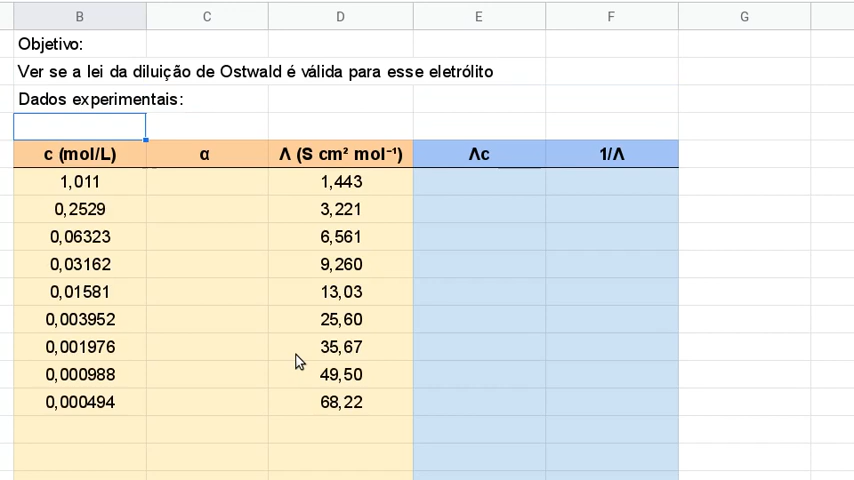 B C D E F G
Objetivo:
Ver se a lei da diluição de Ostwald é válida para esse eletrólito
Dados experimentais:
c (mol/L) α Λ (S cm² mol⁻¹) Λc 1/Λ
1,011 1,443
0,2529 3,221
0,06323 6,561
0,03162 9,260
0,01581 13,03
0,003952 25,60
0,001976 35,67
0,000988 49,50
0,000494 68,22